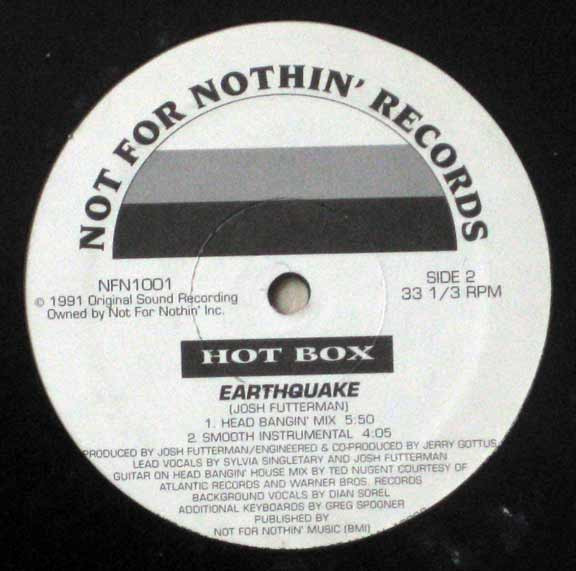 NOT FOR NOTHIN' RECORDS
NFN1001
SIDE 2
© 1991 Original Sound Recording
33 1/3 RPM
Owned by Not For Nothin' Inc.
HOT BOX
EARTHQUAKE
(JOSH FUTTERMAN)
1. HEAD BANGIN' MIX 5:50
2. SMOOTH INSTRUMENTAL 4:05
PRODUCED BY JOSH FUTTERMAN/ENGINEERED & CO-PRODUCED BY JERRY GOTTUS
LEAD VOCALS BY SYLVIA SINGLETARY AND JOSH FUTTERMAN
GUITAR ON HEAD BANGIN' HOUSE MIX BY TED NUGENT COURTESY OF
ATLANTIC RECORDS AND WARNER BROS. RECORDS
BACKGROUND VOCALS BY DIAN SOREL
ADDITIONAL KEYBOARDS BY GREG SPOONER
PUBLISHED BY
NOT FOR NOTHIN' MUSIC (BMI)